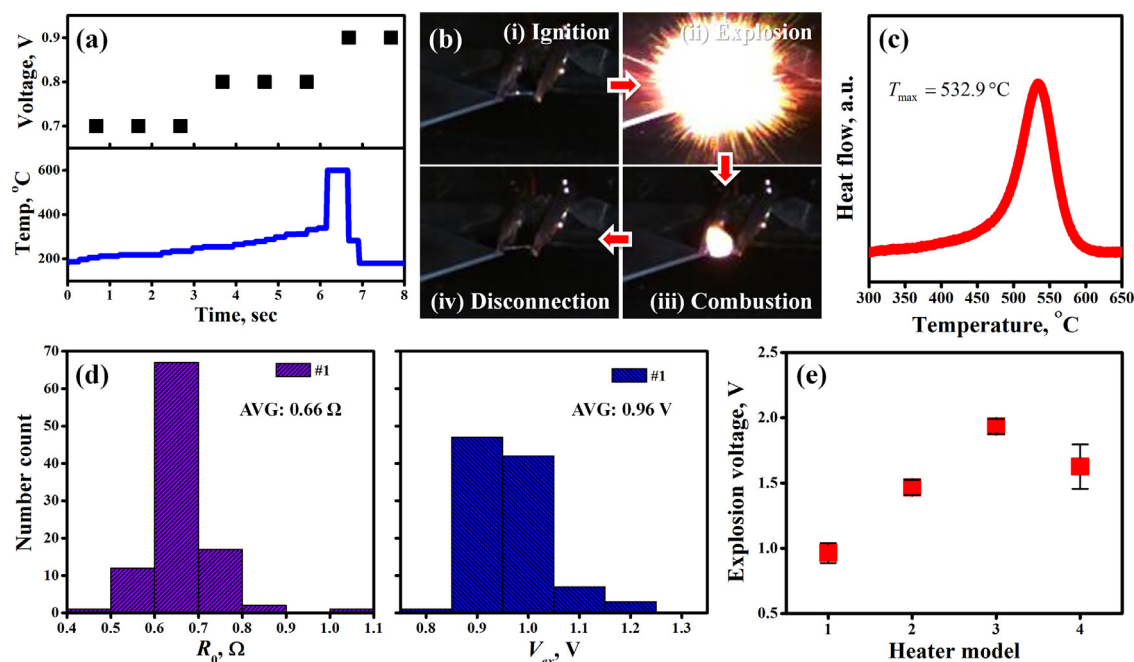 (a)
Voltage, V
0.9
0.8
0.7
Temp, °C
600
400
200
0 1 2 3 4 5 6 7 8
Time, sec
(b)
(i) Ignition
(ii) Explosion
(iv) Disconnection
(iii) Combustion
(c)
Tmax = 532.9 °C
Heat flow, a.u.
300 350 400 450 500 550 600 650
Temperature, °C
(d)
#1
AVG: 0.66 Ω
Number count
70
60
50
40
30
20
10
0
0.4 0.5 0.6 0.7 0.8 0.9 1.0 1.1
R0, Ω
#1
AVG: 0.96 V
0.8 0.9 1.0 1.1 1.2 1.3
Vex, V
(e)
Explosion voltage, V
2.5
2.0
1.5
1.0
0.5
1 2 3 4
Heater model